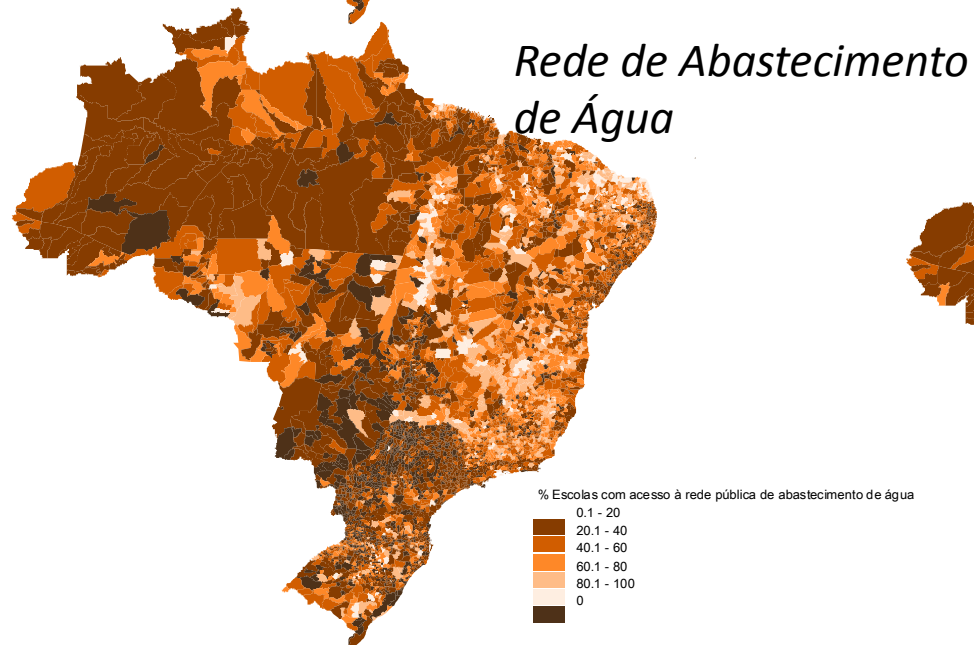 Rede de Abastecimento
de Água
% Escolas com acesso à rede pública de abastecimento de água
0.1 - 20
20.1 - 40
40.1 - 60
60.1 - 80
80.1 - 100
0